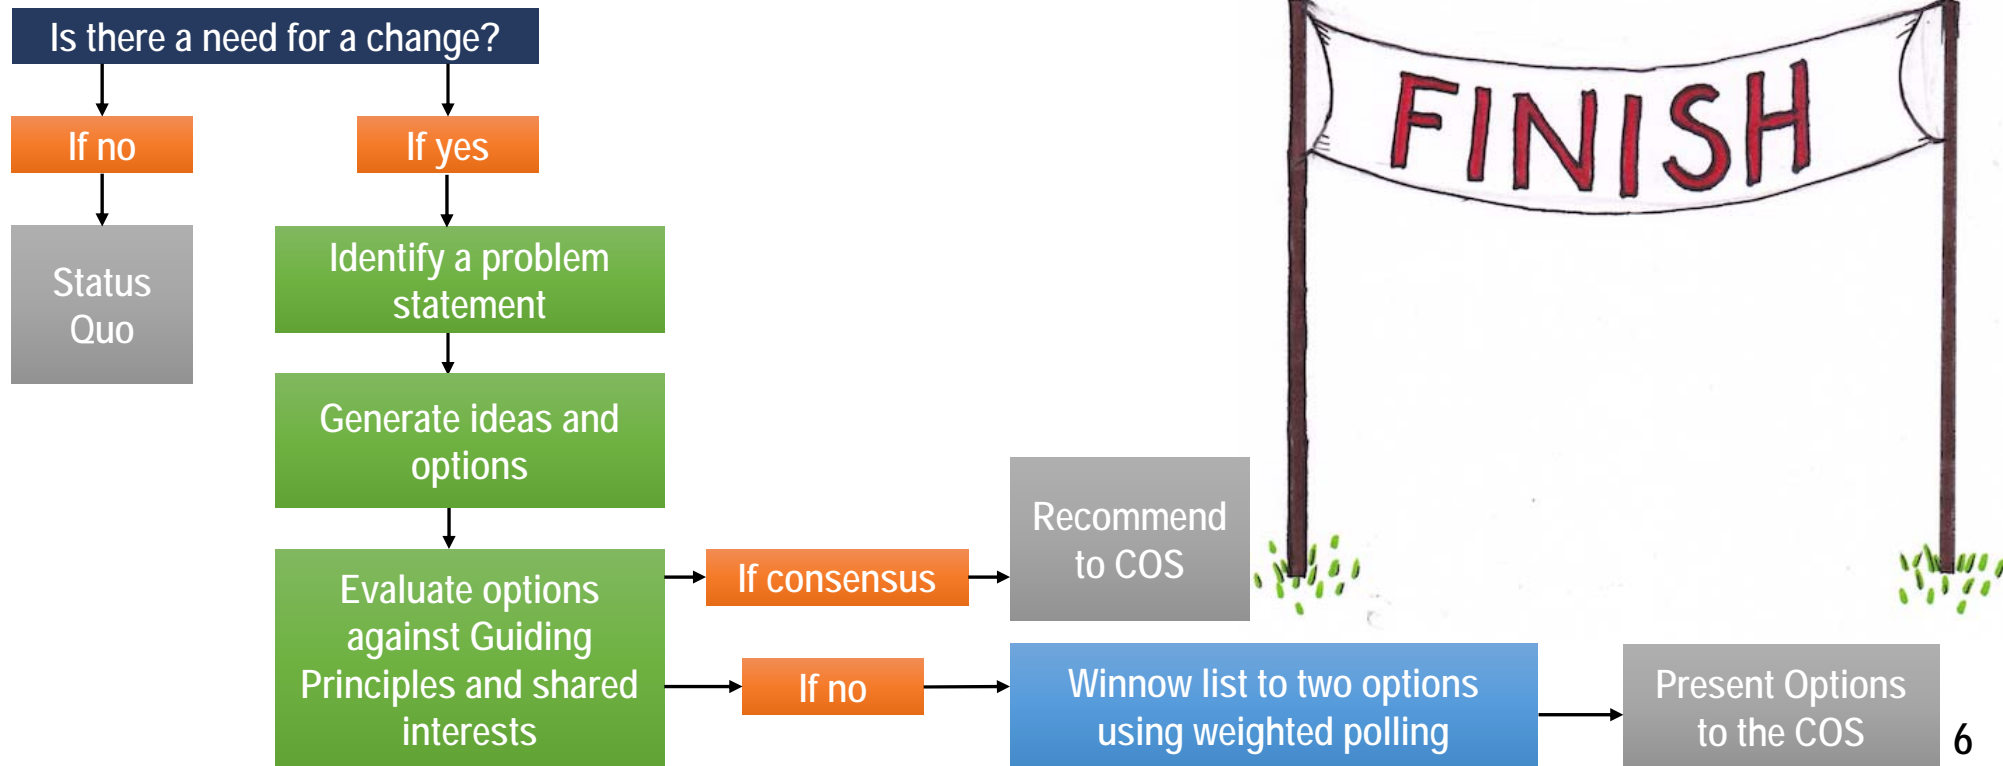 Is there a need for a change?
FINISH
If no
If yes
Status
Quo
Identify a problem
statement
Generate ideas and
options
Evaluate options
against Guiding
Principles and shared
interests
If consensus
Recommend
to COS
If no
Winnow list to two options
using weighted polling
Present Options
to the COS
6